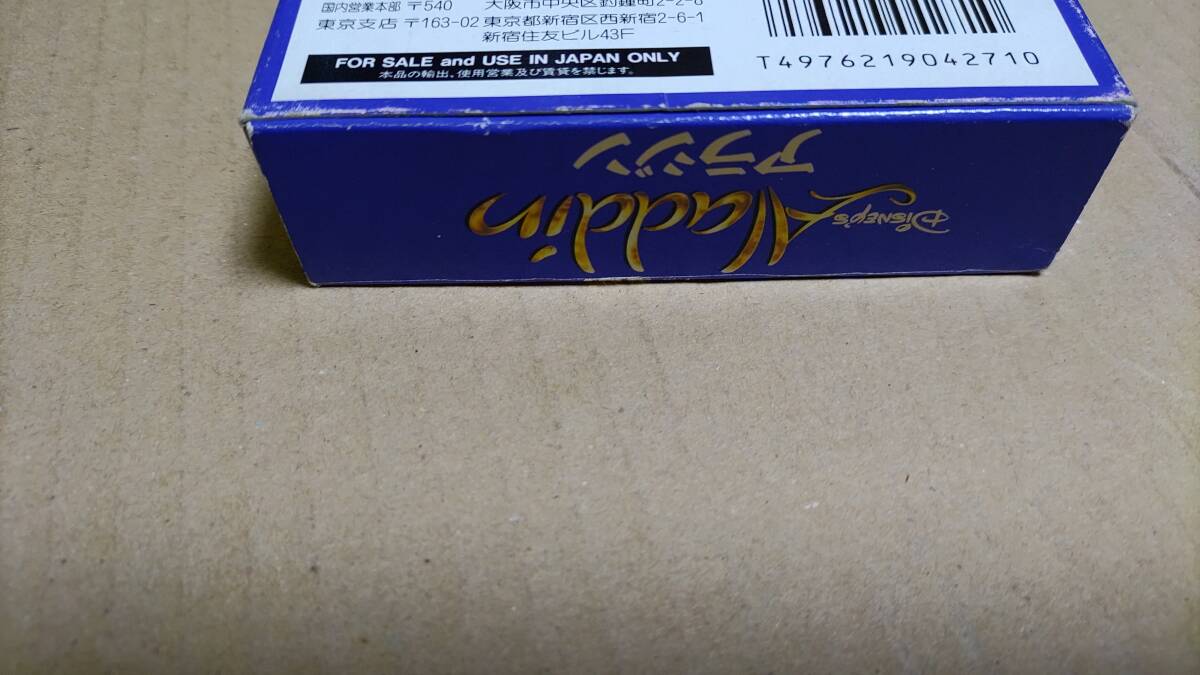 国内営業本部 〒540 大阪市中央区釣鐘町2-2-8
東京支店 〒163-02 東京都新宿区西新宿2-6-1
新宿住友ビル43F
FOR SALE and USE IN JAPAN ONLY
本品の輸出、使用営業及び賃貸を禁じます。
T4976219042710
アラジン
DISNEY'S
Aladdin